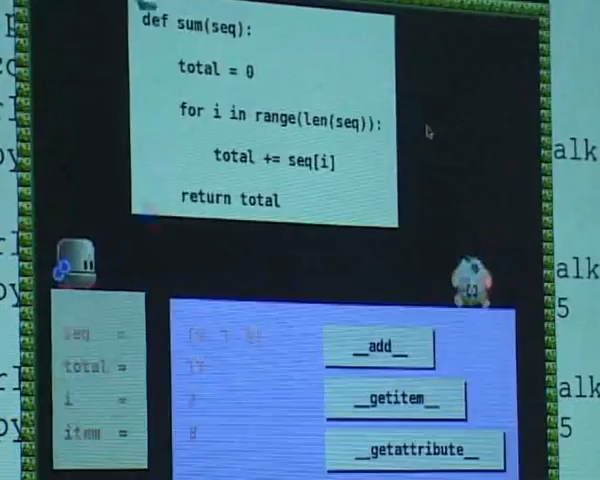 def sum(seq):
total = 0
for i in range(len(seq)):
total += seq[i]
return total
seq =
total =
i =
item =
__add__
__getitem__
__getattribute__
alk
alk
5
alk
5